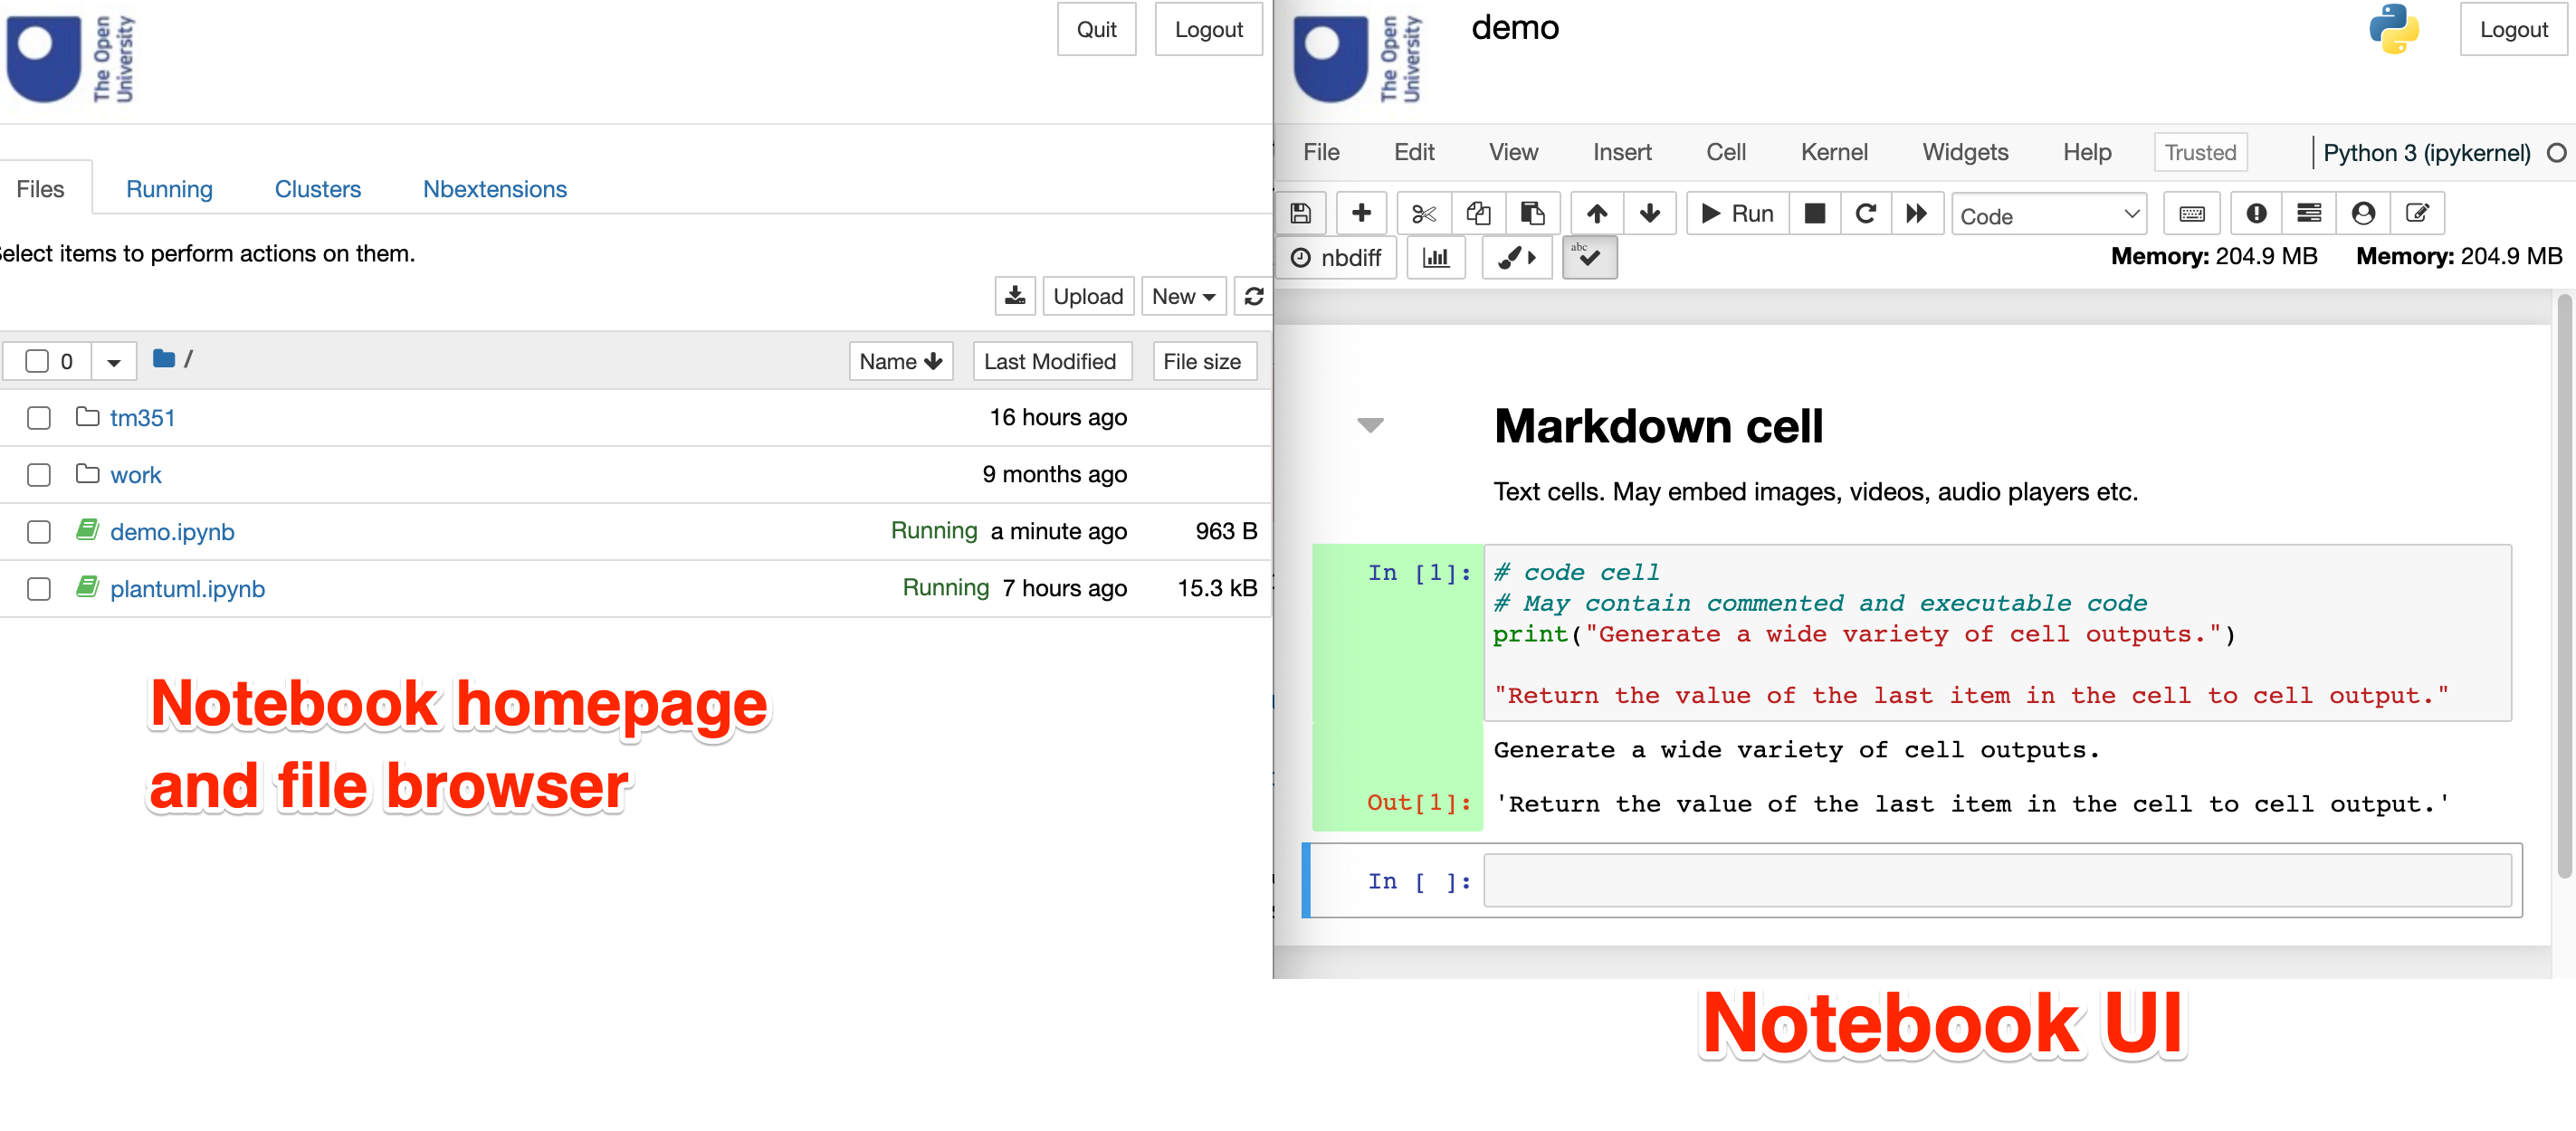 The Open
University
Quit
Logout
Files
Running
Clusters
Nbextensions
Select items to perform actions on them.
Upload
New
0
/
Name
Last Modified
File size
tm351
16 hours ago
work
9 months ago
demo.ipynb
Running a minute ago
963 B
plantuml.ipynb
Running 7 hours ago
15.3 kB
Notebook homepage
and file browser
The Open
University
demo
Logout
File
Edit
View
Insert
Cell
Kernel
Widgets
Help
Trusted
Python 3 (ipykernel)
Run
Code
nbdiff
abc
Memory: 204.9 MB
Memory: 204.9 MB
Markdown cell
Text cells. May embed images, videos, audio players etc.
In [1]:
# code cell
# May contain commented and executable code
print("Generate a wide variety of cell outputs.")
"Return the value of the last item in the cell to cell output."
Generate a wide variety of cell outputs.
Out[1]:
'Return the value of the last item in the cell to cell output.'
In [ ]:
Notebook UI